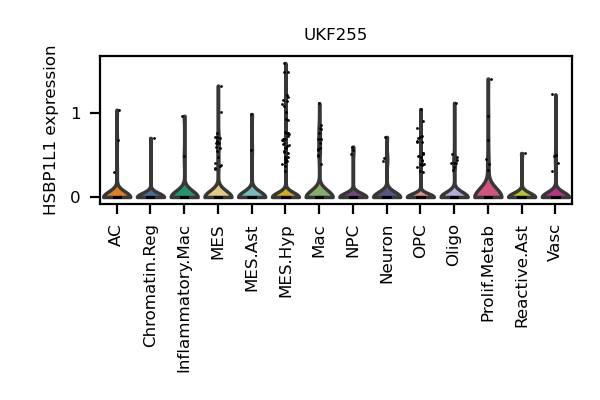 UKF255
HSBP1L1 expression
1
0
AC
Chromatin.Reg
Inflammatory.Mac
MES
MES.Ast
MES.Hyp
Mac
NPC
Neuron
OPC
Oligo
Prolif.Metab
Reactive.Ast
Vasc